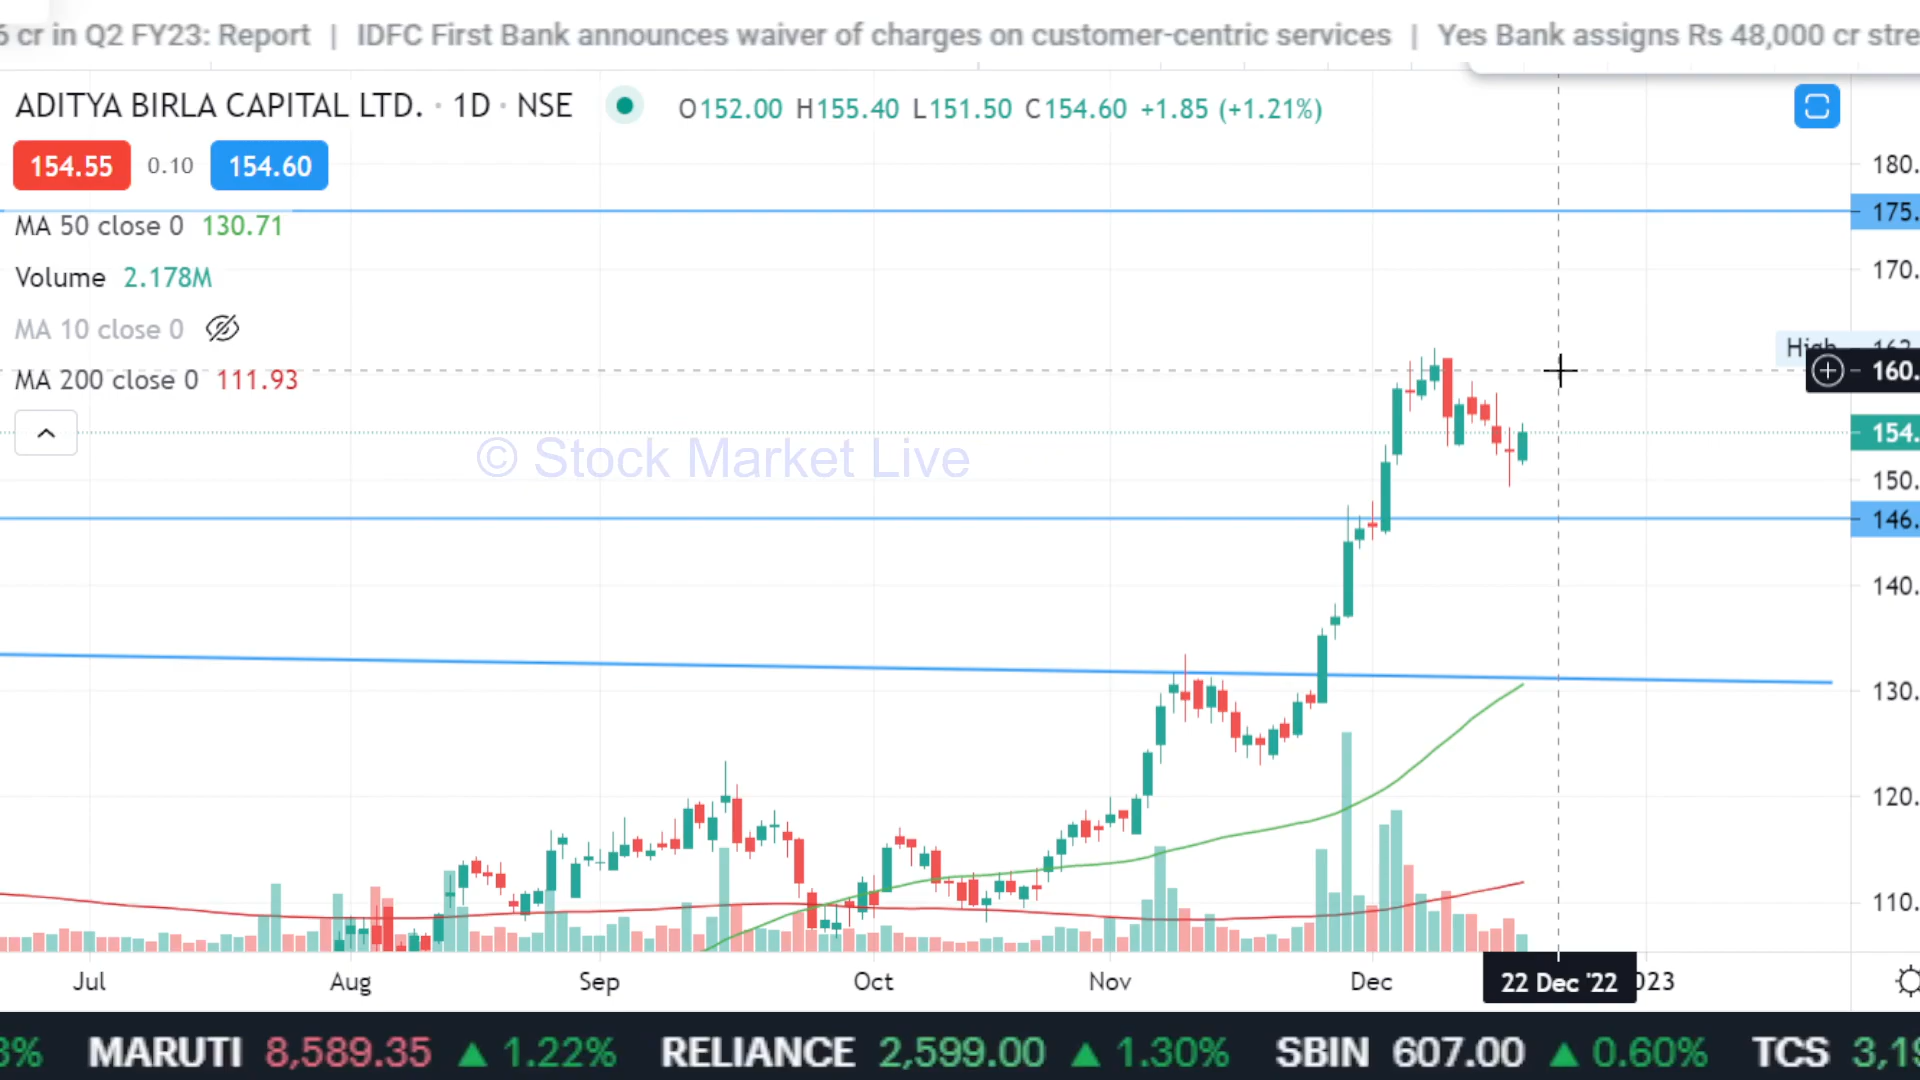 6 cr in Q2 FY23: Report | IDFC First Bank announces waiver of charges on customer-centric services | Yes Bank assigns Rs 48,000 cr stre
ADITYA BIRLA CAPITAL LTD. · 1D · NSE O152.00 H155.40 L151.50 C154.60 +1.85 (+1.21%)
154.55 0.10 154.60
180.
175.
MA 50 close 0 130.71
170.
Volume 2.178M
MA 10 close 0
High 162
160.
MA 200 close 0 111.93
154.
© Stock Market Live
150.
146.
140.
130.
120.
110.
Jul Aug Sep Oct Nov Dec 22 Dec '22 023
3% MARUTI 8,589.35 ▲ 1.22% RELIANCE 2,599.00 ▲ 1.30% SBIN 607.00 ▲ 0.60% TCS 3,19